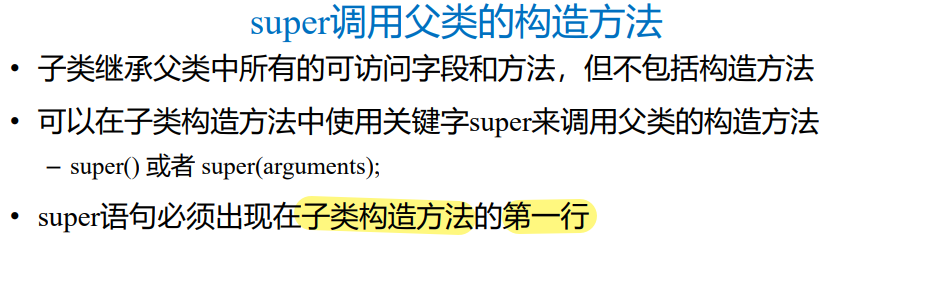 super调用父类的构造方法
• 子类继承父类中所有的可访问字段和方法，但不包括构造方法
• 可以在子类构造方法中使用关键字super来调用父类的构造方法
– super() 或者 super(arguments);
• super语句必须出现在子类构造方法的第一行